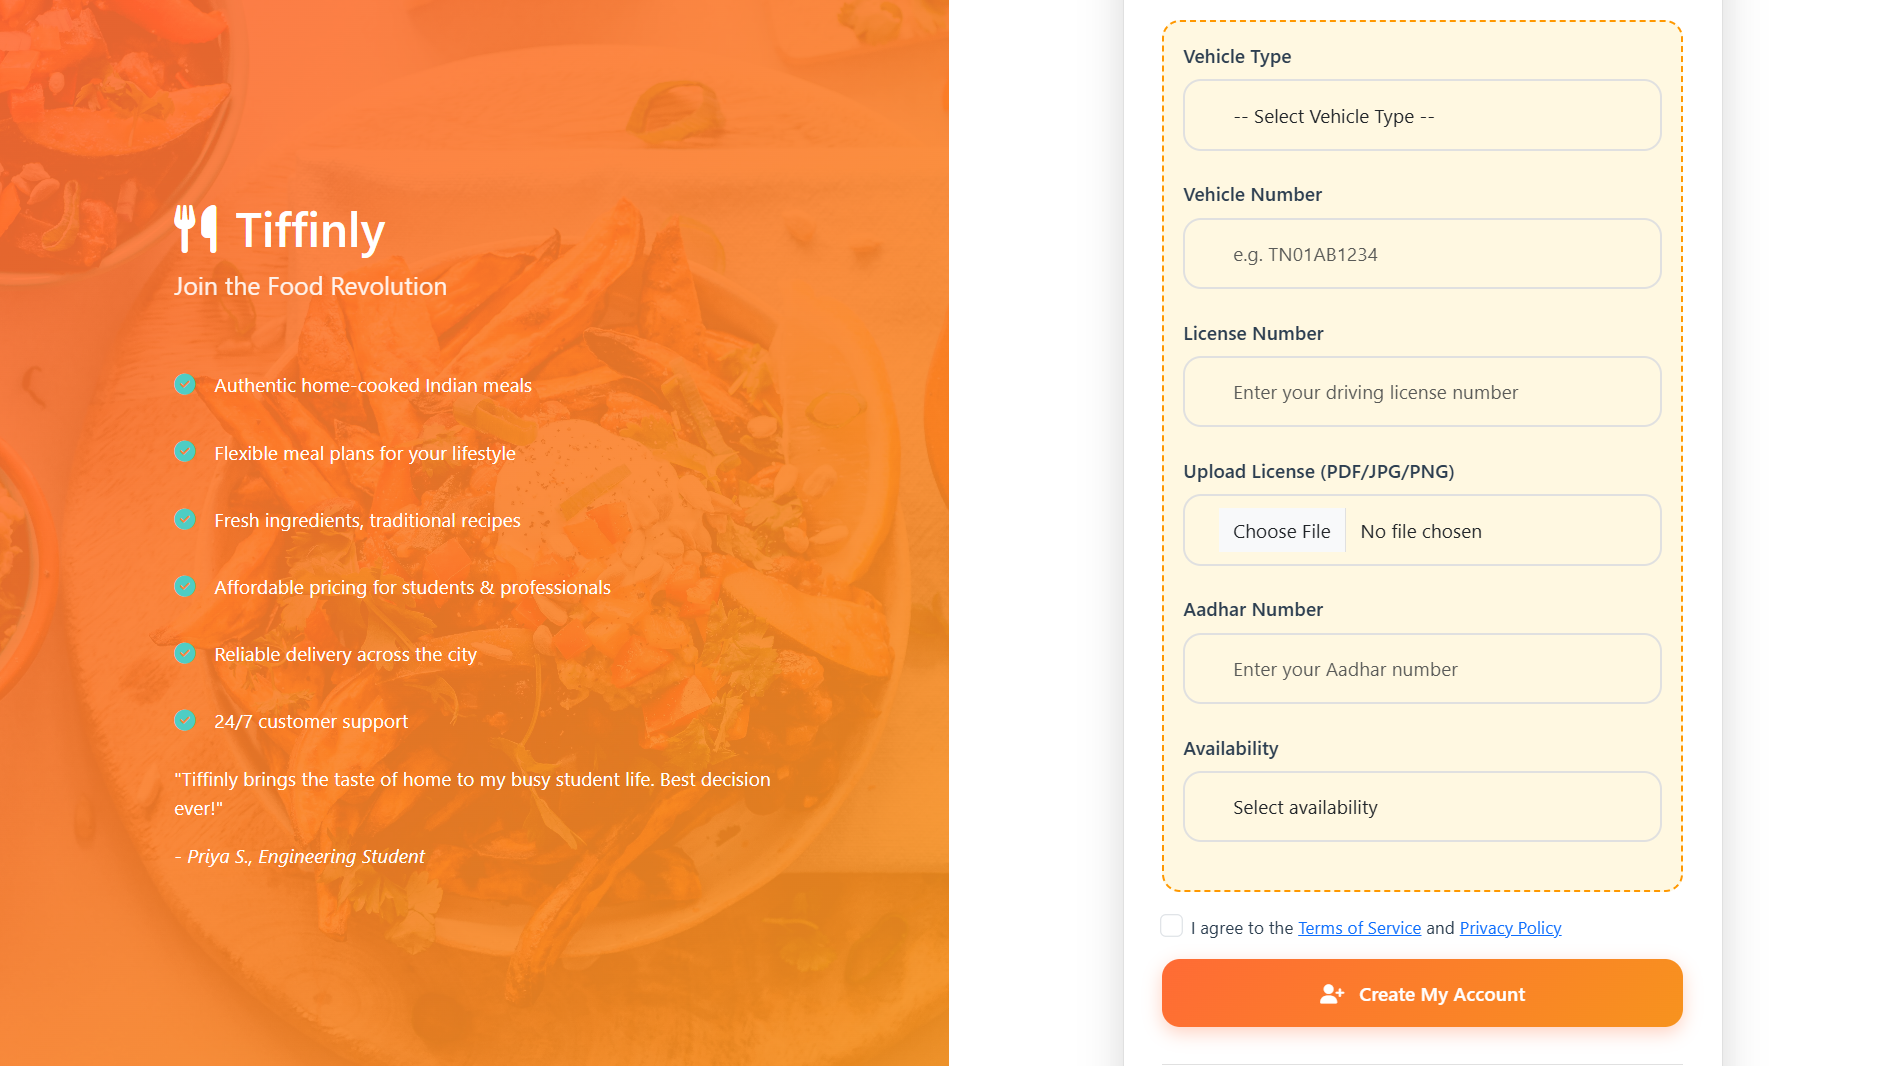 Tiffinly
Join the Food Revolution
Authentic home-cooked Indian meals
Flexible meal plans for your lifestyle
Fresh ingredients, traditional recipes
Affordable pricing for students & professionals
Reliable delivery across the city
24/7 customer support
"Tiffinly brings the taste of home to my busy student life. Best decision
ever!"
- Priya S., Engineering Student
Vehicle Type
-- Select Vehicle Type --
Vehicle Number
e.g. TN01AB1234
License Number
Enter your driving license number
Upload License (PDF/JPG/PNG)
Choose File No file chosen
Aadhar Number
Enter your Aadhar number
Availability
Select availability
I agree to the Terms of Service and Privacy Policy
Create My Account